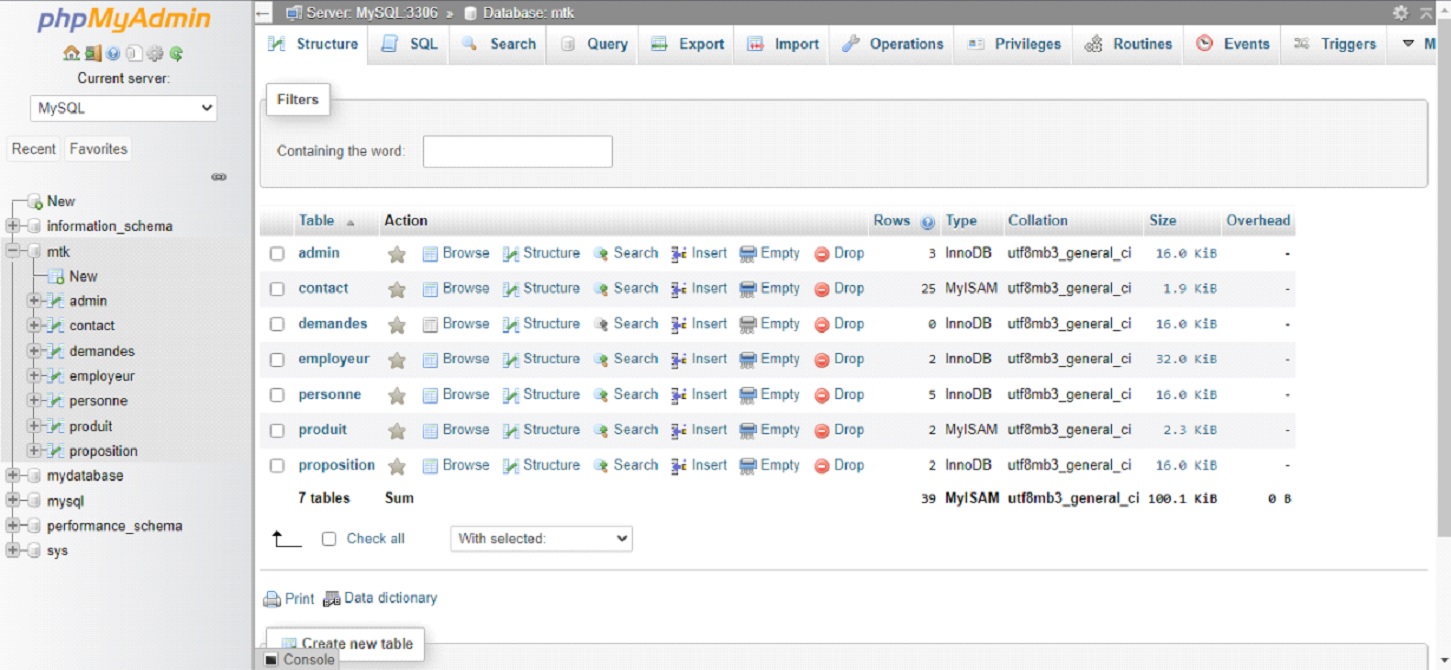 phpMyAdmin
Current server:
MySQL
Recent Favorites
New
information_schema
mtk
New
admin
contact
demandes
employeur
personne
produit
proposition
mydatabase
mysql
performance_schema
sys
Server: MySQL:3306 » Database: mtk
Structure SQL Search Query Export Import Operations Privileges Routines Events Triggers M
Filters
Containing the word:
Table Action Rows Type Collation Size Overhead
admin Browse Structure Search Insert Empty Drop 3 InnoDB utf8mb3_general_ci 16.0 KiB -
contact Browse Structure Search Insert Empty Drop 25 MyISAM utf8mb3_general_ci 1.9 KiB -
demandes Browse Structure Search Insert Empty Drop 0 InnoDB utf8mb3_general_ci 16.0 KiB -
employeur Browse Structure Search Insert Empty Drop 2 InnoDB utf8mb3_general_ci 32.0 KiB -
personne Browse Structure Search Insert Empty Drop 5 InnoDB utf8mb3_general_ci 16.0 KiB -
produit Browse Structure Search Insert Empty Drop 2 MyISAM utf8mb3_general_ci 2.3 KiB -
proposition Browse Structure Search Insert Empty Drop 2 InnoDB utf8mb3_general_ci 16.0 KiB -
7 tables Sum 39 MyISAM utf8mb3_general_ci 100.1 KiB 0 B
Check all With selected:
Print Data dictionary
Create new table
Console